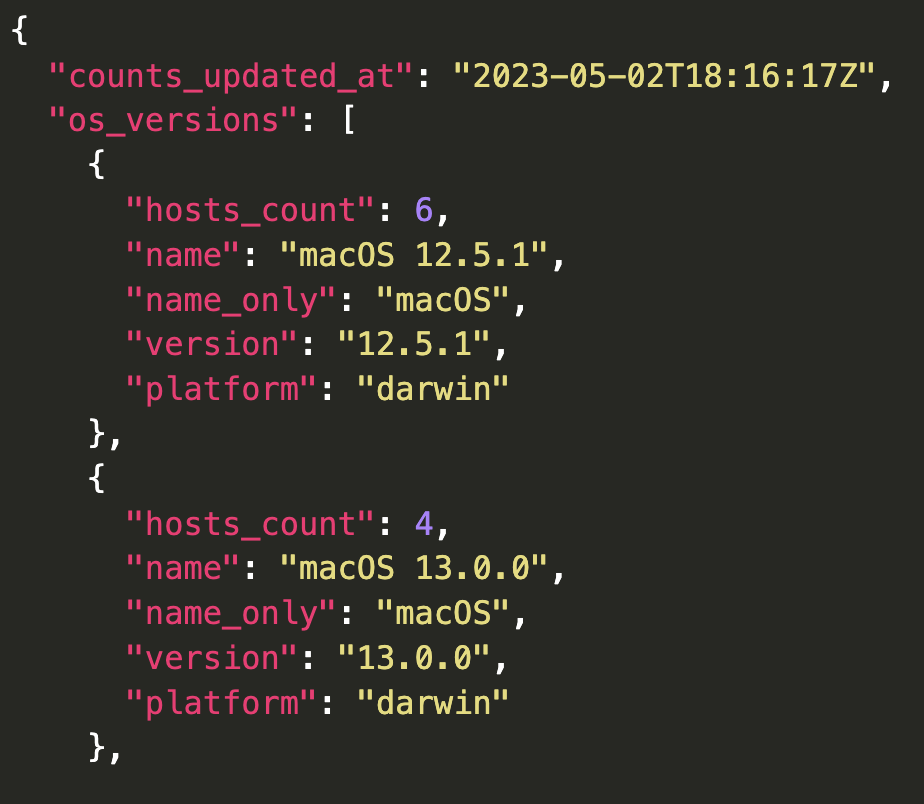 {
  "counts_updated_at": "2023-05-02T18:16:17Z",
  "os_versions": [
    {
      "hosts_count": 6,
      "name": "macOS 12.5.1",
      "name_only": "macOS",
      "version": "12.5.1",
      "platform": "darwin"
    },
    {
      "hosts_count": 4,
      "name": "macOS 13.0.0",
      "name_only": "macOS",
      "version": "13.0.0",
      "platform": "darwin"
    },